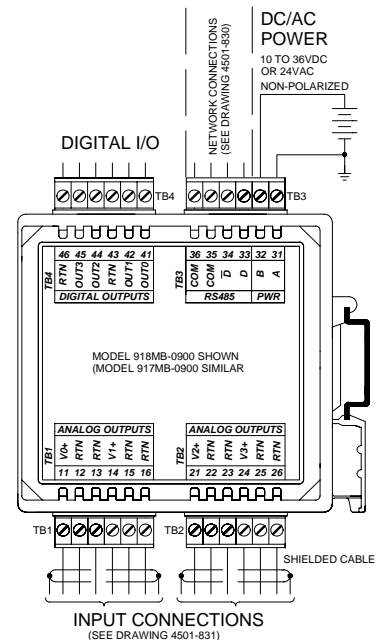 DC/AC
POWER
10 TO 36VDC
OR 24VAC
NON-POLARIZED
NETWORK CONNECTIONS
(SEE DRAWING 4501-830)
DIGITAL I/O
TB4
TB3
46 45 44 43 42 41
RTN OUT3 OUT2 RTN OUT1 OUT0
TB4
DIGITAL OUTPUTS
36 35 34 33 32 31
COM COM D D B A
TB3
RS485 PWR
MODEL 918MB-0900 SHOWN
(MODEL 917MB-0900 SIMILAR
ANALOG OUTPUTS
TB1
V0+ RTN RTN V1+ RTN RTN
11 12 13 14 15 16
ANALOG OUTPUTS
TB2
V2+ RTN RTN V3+ RTN RTN
21 22 23 24 25 26
TB1
TB2
SHIELDED CABLE
INPUT CONNECTIONS
(SEE DRAWING 4501-831)